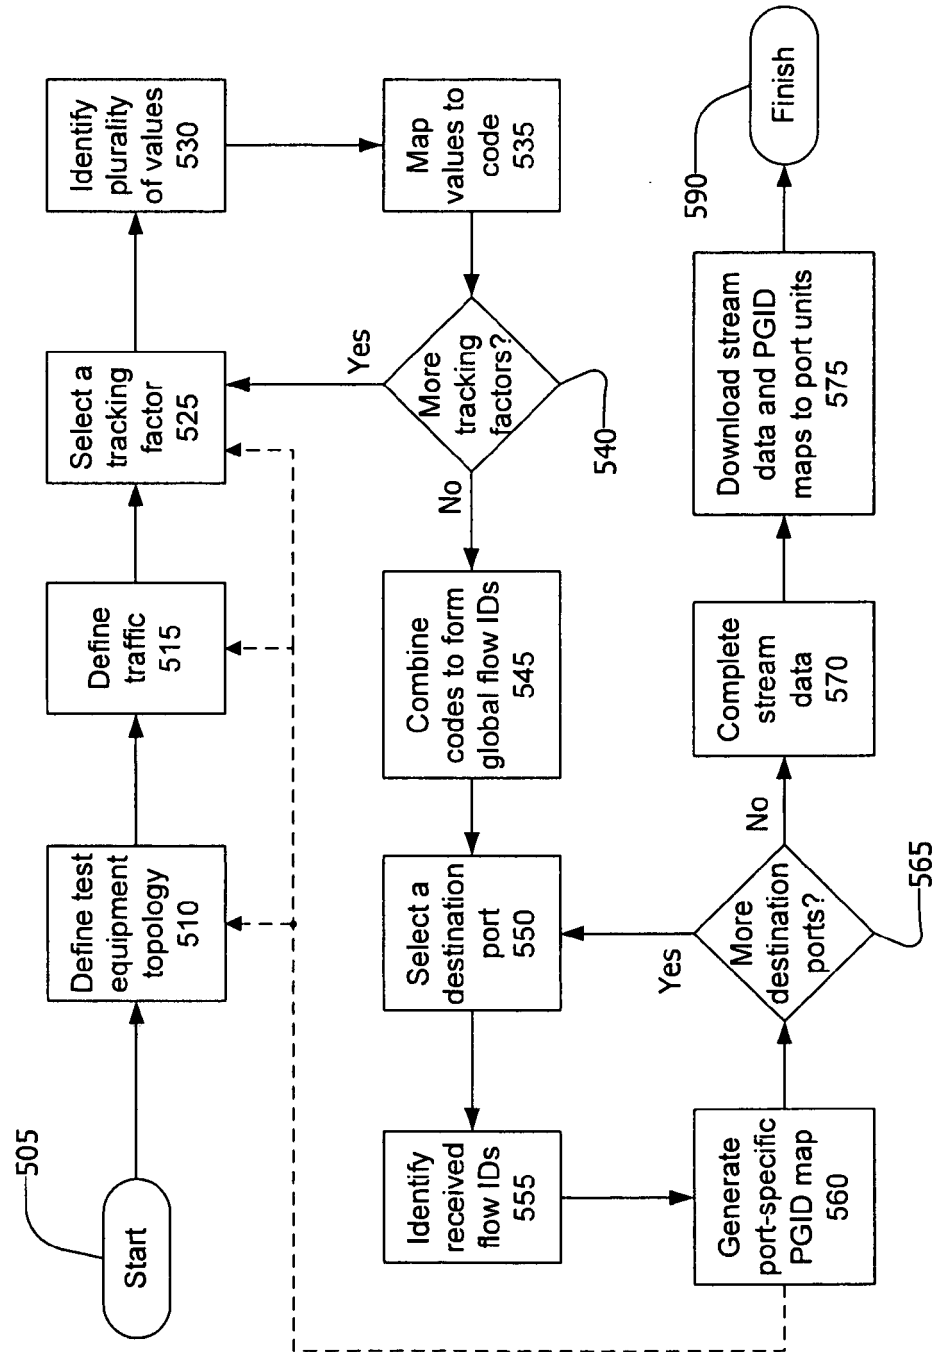 505
Start
Define test
equipment
topology
510
Define
traffic
515
Select a
tracking
factor
525
Identify
plurality
of values
530
Map
values to
code
535
More
tracking
factors?
540
Yes
No
Combine
codes to form
global flow IDs
545
Select a
destination
port
550
Identify
received
flow IDs
555
Generate
port-specific
PGID map
560
More
destination
ports?
565
Yes
No
Complete
stream
data
570
Download stream
data and PGID
maps to port units
575
Finish
590